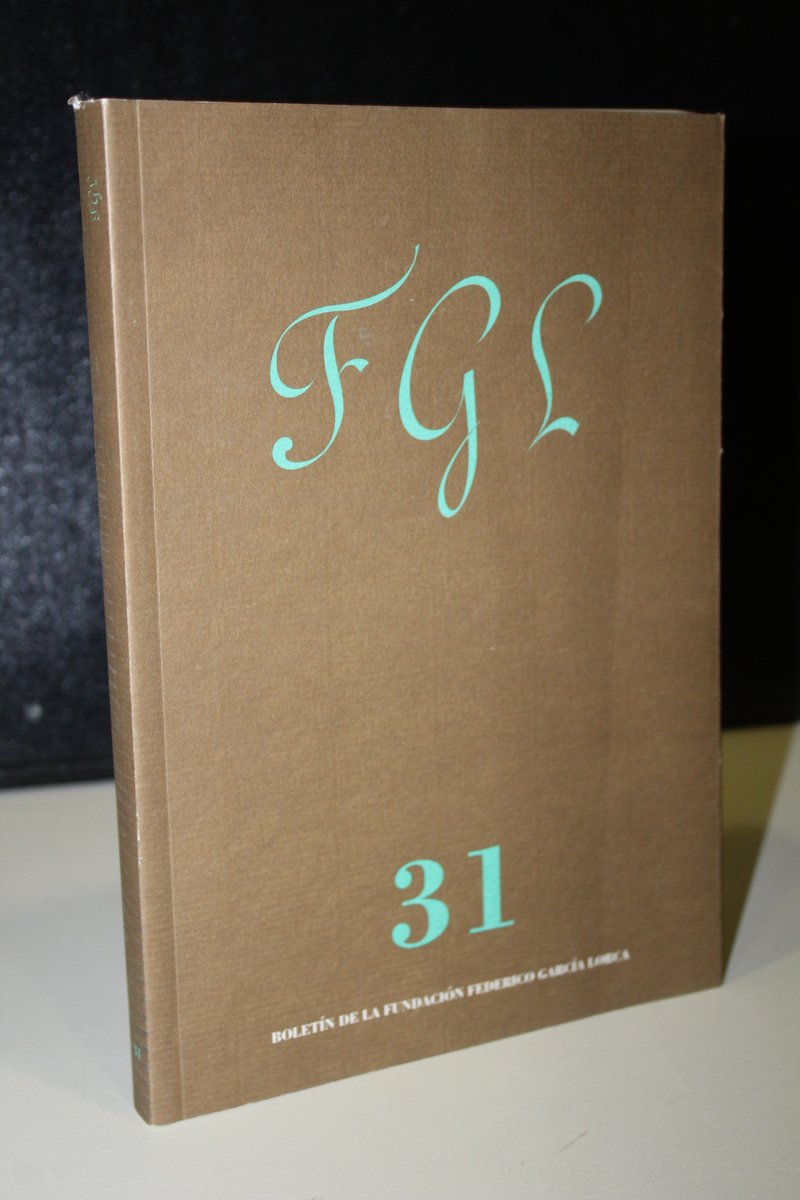 FGL
FGL
31
BOLETÍN DE LA FUNDACIÓN FEDERICO GARCÍA LORCA
31